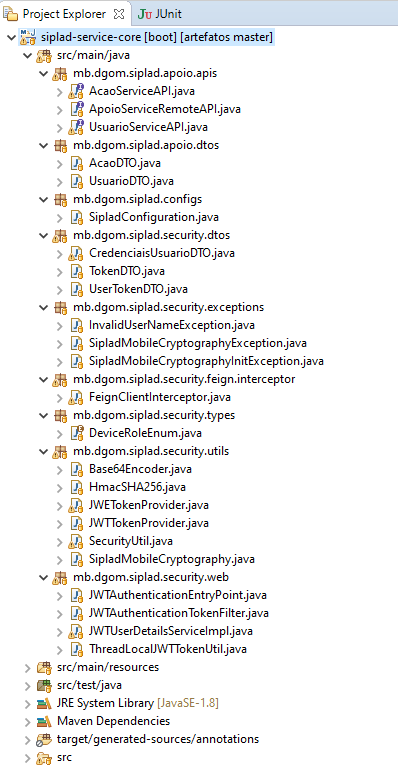 Project Explorer JUnit
siplad-service-core [boot] [artefatos master]
src/main/java
mb.dgom.siplad.apoio.apis
AcaoServiceAPI.java
ApoioServiceRemoteAPI.java
UsuarioServiceAPI.java
mb.dgom.siplad.apoio.dtos
AcaoDTO.java
UsuarioDTO.java
mb.dgom.siplad.configs
SipladConfiguration.java
mb.dgom.siplad.security.dtos
CredenciaisUsuarioDTO.java
TokenDTO.java
UserTokenDTO.java
mb.dgom.siplad.security.exceptions
InvalidUserNameException.java
SipladMobileCryptographyException.java
SipladMobileCryptographyInitException.java
mb.dgom.siplad.security.feign.interceptor
FeignClientInterceptor.java
mb.dgom.siplad.security.types
DeviceRoleEnum.java
mb.dgom.siplad.security.utils
Base64Encoder.java
HmacSHA256.java
JWETokenProvider.java
JWTTokenProvider.java
SecurityUtil.java
SipladMobileCryptography.java
mb.dgom.siplad.security.web
JWTAuthenticationEntryPoint.java
JWTAuthenticationTokenFilter.java
JWTUserDetailsServiceImpl.java
ThreadLocalJWTTokenUtil.java
src/main/resources
src/test/java
JRE System Library [JavaSE-1.8]
Maven Dependencies
target/generated-sources/annotations
src